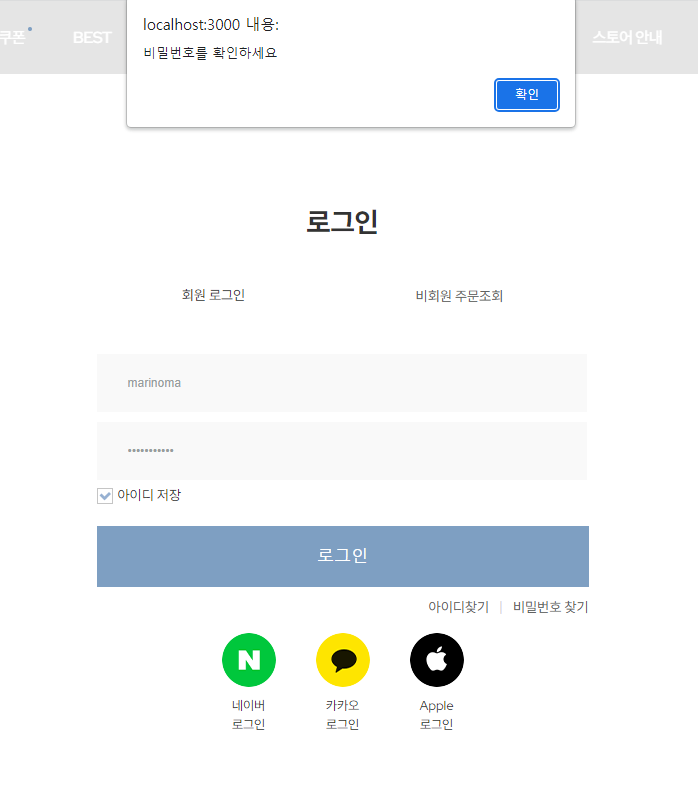 localhost:3000 내용:
비밀번호를 확인하세요
확인
쿠폰
BEST
스토어 안내
로그인
회원 로그인
비회원 주문조회
marinoma
•••••••••••
아이디 저장
로그인
아이디찾기 | 비밀번호 찾기
N
네이버
로그인
카카오
로그인
Apple
로그인